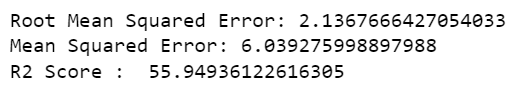 Root Mean Squared Error: 2.1367666427054033
Mean Squared Error: 6.039275998897988
R2 Score :  55.94936122616305